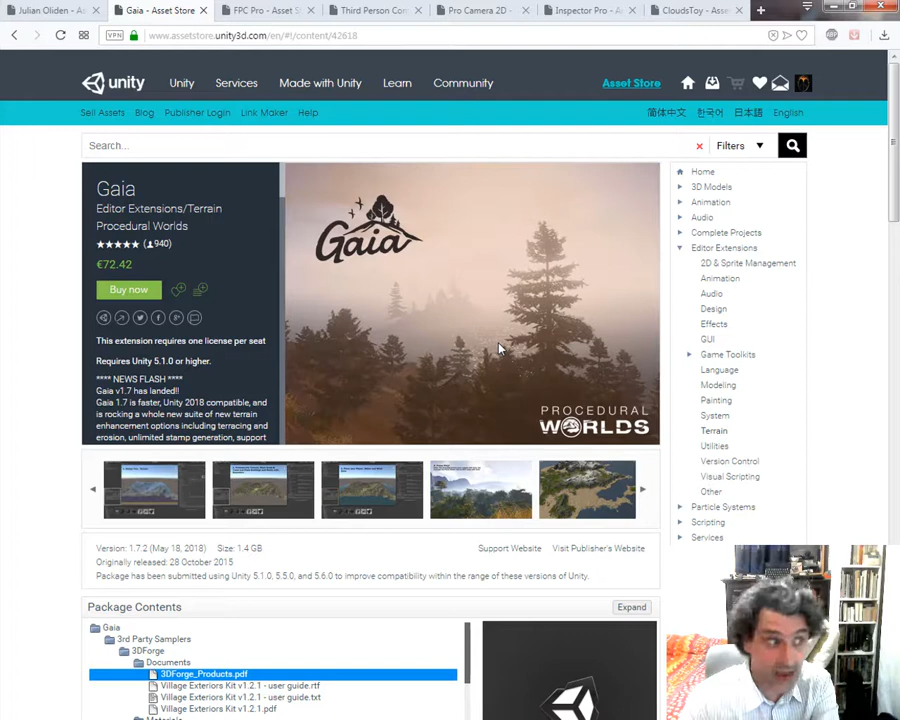 Julian Oliden - Asset
Gaia - Asset Store
FPC Pro - Asset St
Third Person Con
Pro Camera 2D -
Inspector Pro - As
CloudsToy - Asset
VPN
www.assetstore.unity3d.com/en/#!/content/42618
ABP
unity
Unity
Services
Made with Unity
Learn
Community
Asset Store
Sell Assets
Blog
Publisher Login
Link Maker
Help
简体中文
한국어
日本語
English
Search...
Filters
Gaia
Editor Extensions/Terrain
Procedural Worlds
(940)
€72.42
Buy now
This extension requires one license per seat
Requires Unity 5.1.0 or higher.
**** NEWS FLASH ****
Gaia v1.7 has landed!!
Gaia 1.7 is faster, Unity 2018 compatible, and
is rocking a whole new suite of new terrain
enhancement options including terracing and
erosion, unlimited stamp generation, support
Gaia
PROCEDURAL
WORLDS
Home
3D Models
Animation
Audio
Complete Projects
Editor Extensions
2D & Sprite Management
Animation
Audio
Design
Effects
GUI
Game Toolkits
Language
Modeling
Painting
System
Terrain
Utilities
Version Control
Visual Scripting
Other
Particle Systems
Scripting
Services
Version: 1.7.2 (May 18, 2018)
Size: 1.4 GB
Support Website
Visit Publisher's Website
Originally released: 28 October 2015
Package has been submitted using Unity 5.1.0, 5.5.0, and 5.6.0 to improve compatibility within the range of these versions of Unity.
Package Contents
Expand
Gaia
3rd Party Samplers
3DForge
Documents
3DForge_Products.pdf
Village Exteriors Kit v1.2.1 - user guide.rtf
Village Exteriors Kit v1.2.1 - user guide.txt
Village Exteriors Kit v1.2.1.pdf
Materials